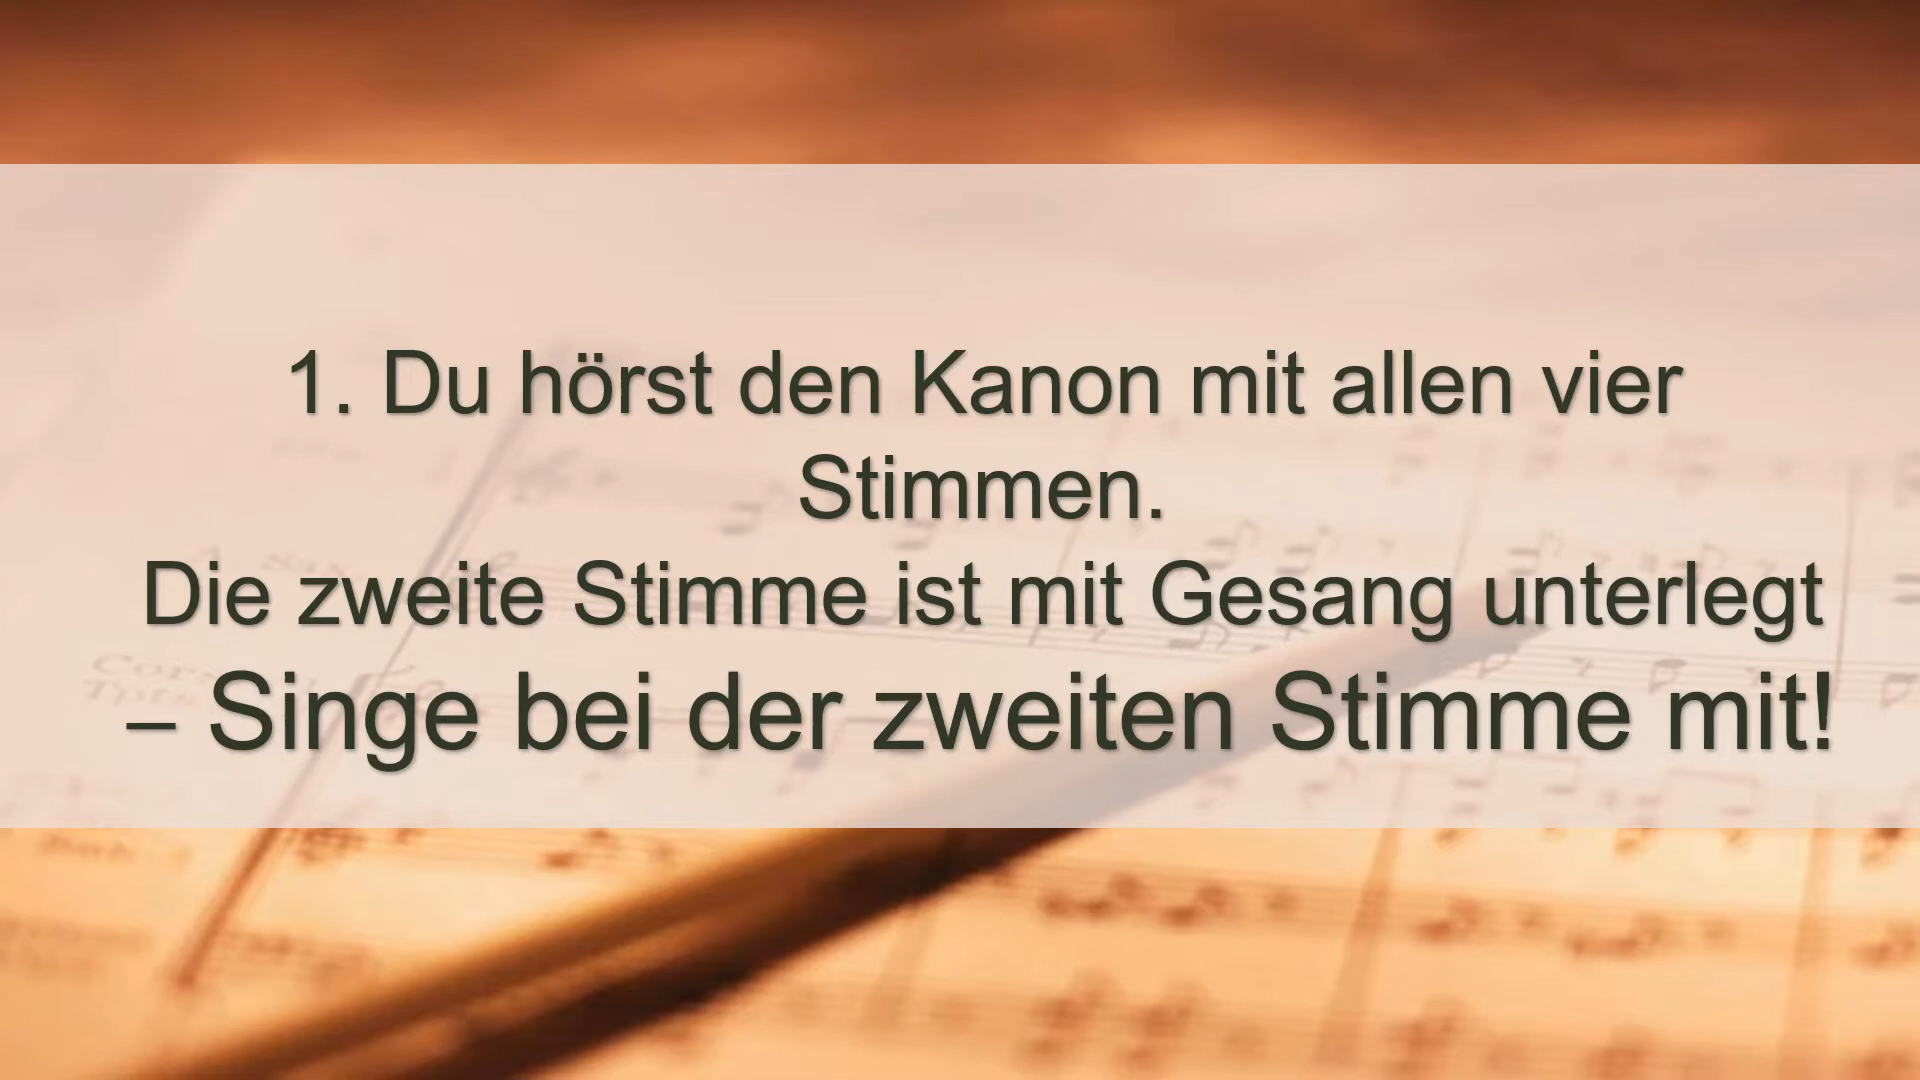 1. Du hörst den Kanon mit allen vier
Stimmen.
Die zweite Stimme ist mit Gesang unterlegt
– Singe bei der zweiten Stimme mit!